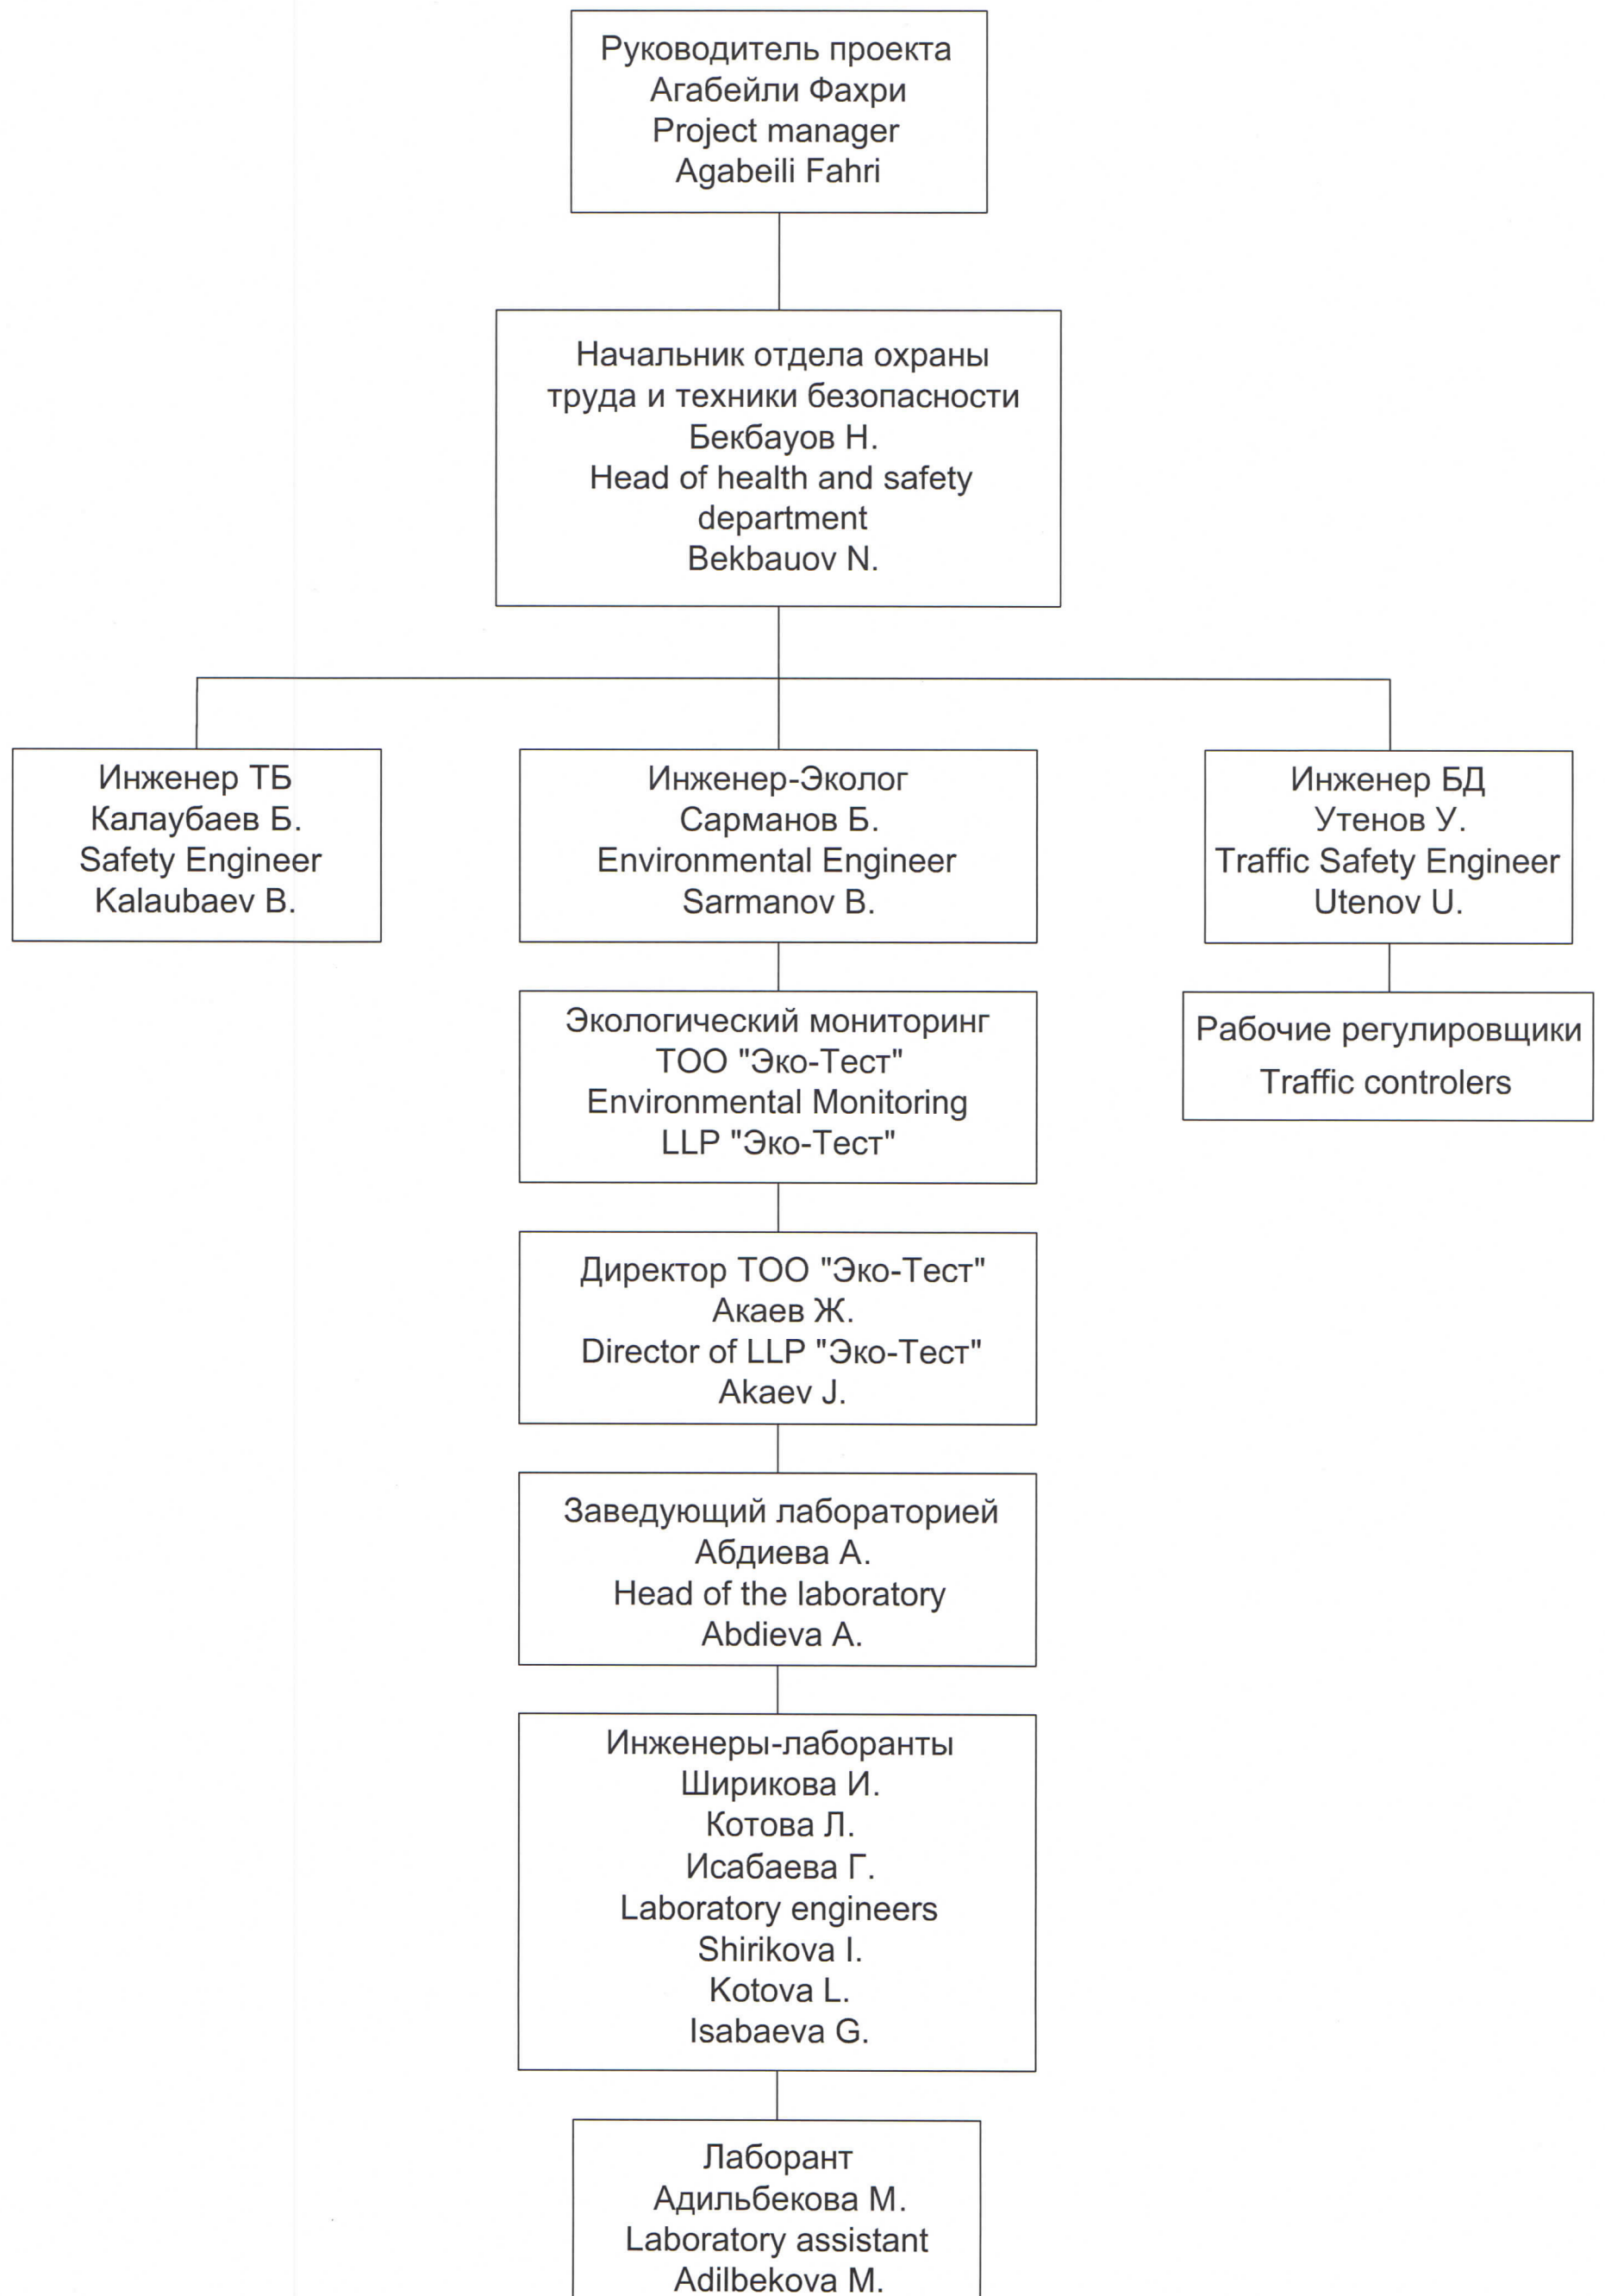 Руководитель проекта
Агабейли Фахри
Project manager
Agabeili Fahri
Начальник отдела охраны
труда и техники безопасности
Бекбауов Н.
Head of health and safety
department
Bekbauov N.
Инженер ТБ
Калаубаев Б.
Safety Engineer
Kalaubaev B.
Инженер-Эколог
Сарманов Б.
Environmental Engineer
Sarmanov B.
Инженер БД
Утенов У.
Traffic Safety Engineer
Utenov U.
Экологический мониторинг
ТОО "Эко-Тест"
Environmental Monitoring
LLP "Эко-Тест"
Рабочие регулировщики
Traffic controlers
Директор ТОО "Эко-Тест"
Акаев Ж.
Director of LLP "Эко-Тест"
Akaev J.
Заведующий лабораторией
Абдиева А.
Head of the laboratory
Abdieva A.
Инженеры-лаборанты
Ширикова И.
Котова Л.
Исабаева Г.
Laboratory engineers
Shirikova I.
Kotova L.
Isabaeva G.
Лаборант
Адильбекова М.
Laboratory assistant
Adilbekova M.